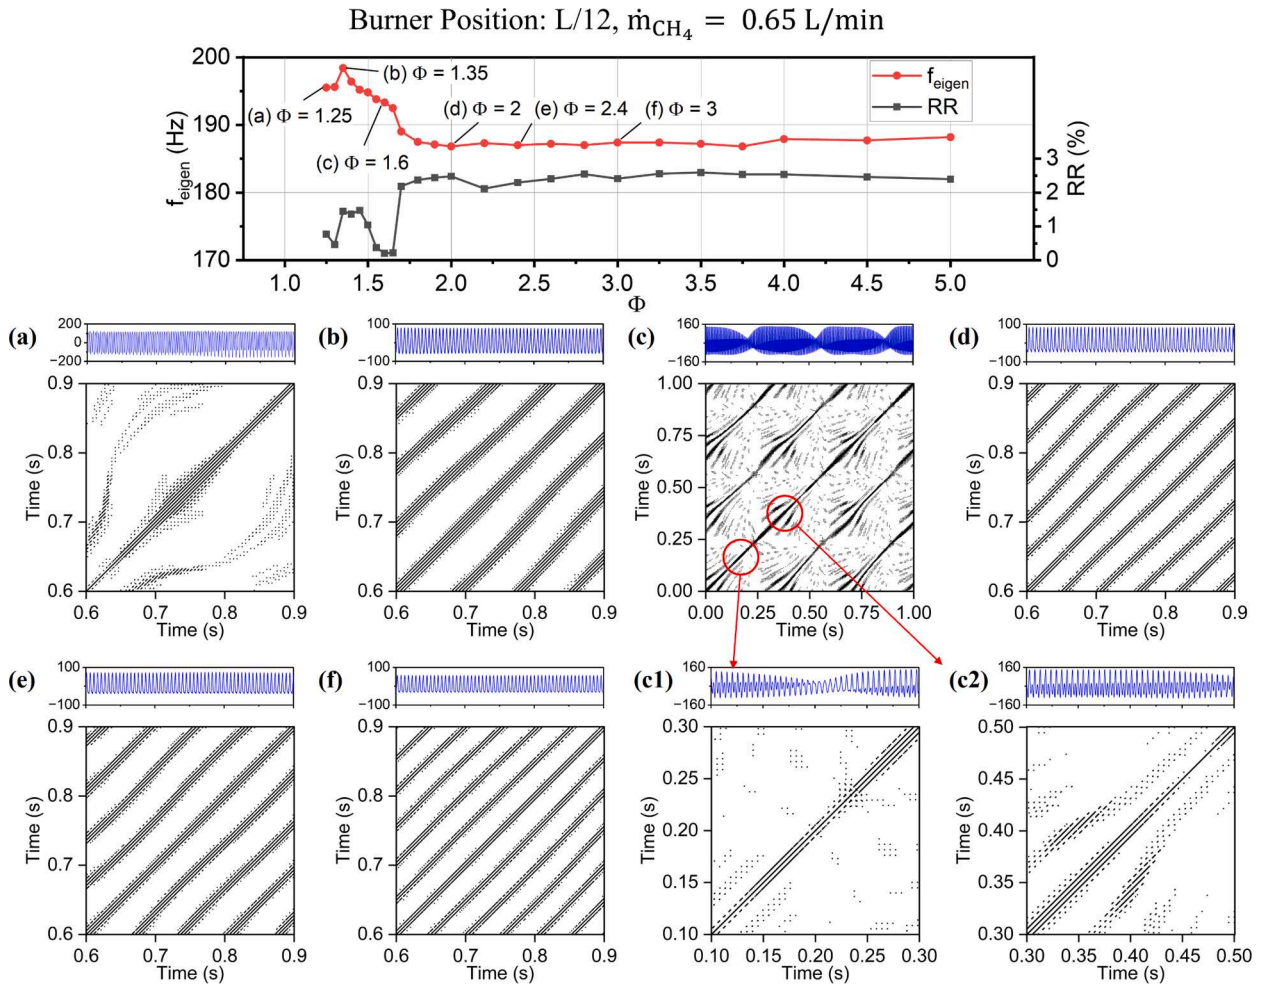 Burner Position: L/12, ṁ_CH₄ = 0.65 L/min
200
190
180
170
f_eigen (Hz)
(a) Φ = 1.25
(b) Φ = 1.35
(c) Φ = 1.6
(d) Φ = 2
(e) Φ = 2.4
(f) Φ = 3
f_eigen
RR
3
2
1
0
RR (%)
1.0 1.5 2.0 2.5 3.0 3.5 4.0 4.5 5.0
Φ
(a)
200
0
−200
0.9
0.8
0.7
0.6
Time (s)
0.6 0.7 0.8 0.9
Time (s)
(b)
100
−100
0.9
0.8
0.7
0.6
Time (s)
0.6 0.7 0.8 0.9
Time (s)
(c)
160
−160
1.00
0.75
0.50
0.25
0.00
Time (s)
0.00 0.25 0.50 0.75 1.00
Time (s)
(d)
100
−100
0.9
0.8
0.7
0.6
Time (s)
0.6 0.7 0.8 0.9
Time (s)
(e)
100
−100
0.9
0.8
0.7
0.6
Time (s)
0.6 0.7 0.8 0.9
Time (s)
(f)
100
−100
0.9
0.8
0.7
0.6
Time (s)
0.6 0.7 0.8 0.9
Time (s)
(c1)
160
−160
0.30
0.25
0.20
0.15
0.10
Time (s)
0.10 0.15 0.20 0.25 0.30
Time (s)
(c2)
160
−160
0.50
0.45
0.40
0.35
0.30
Time (s)
0.30 0.35 0.40 0.45 0.50
Time (s)